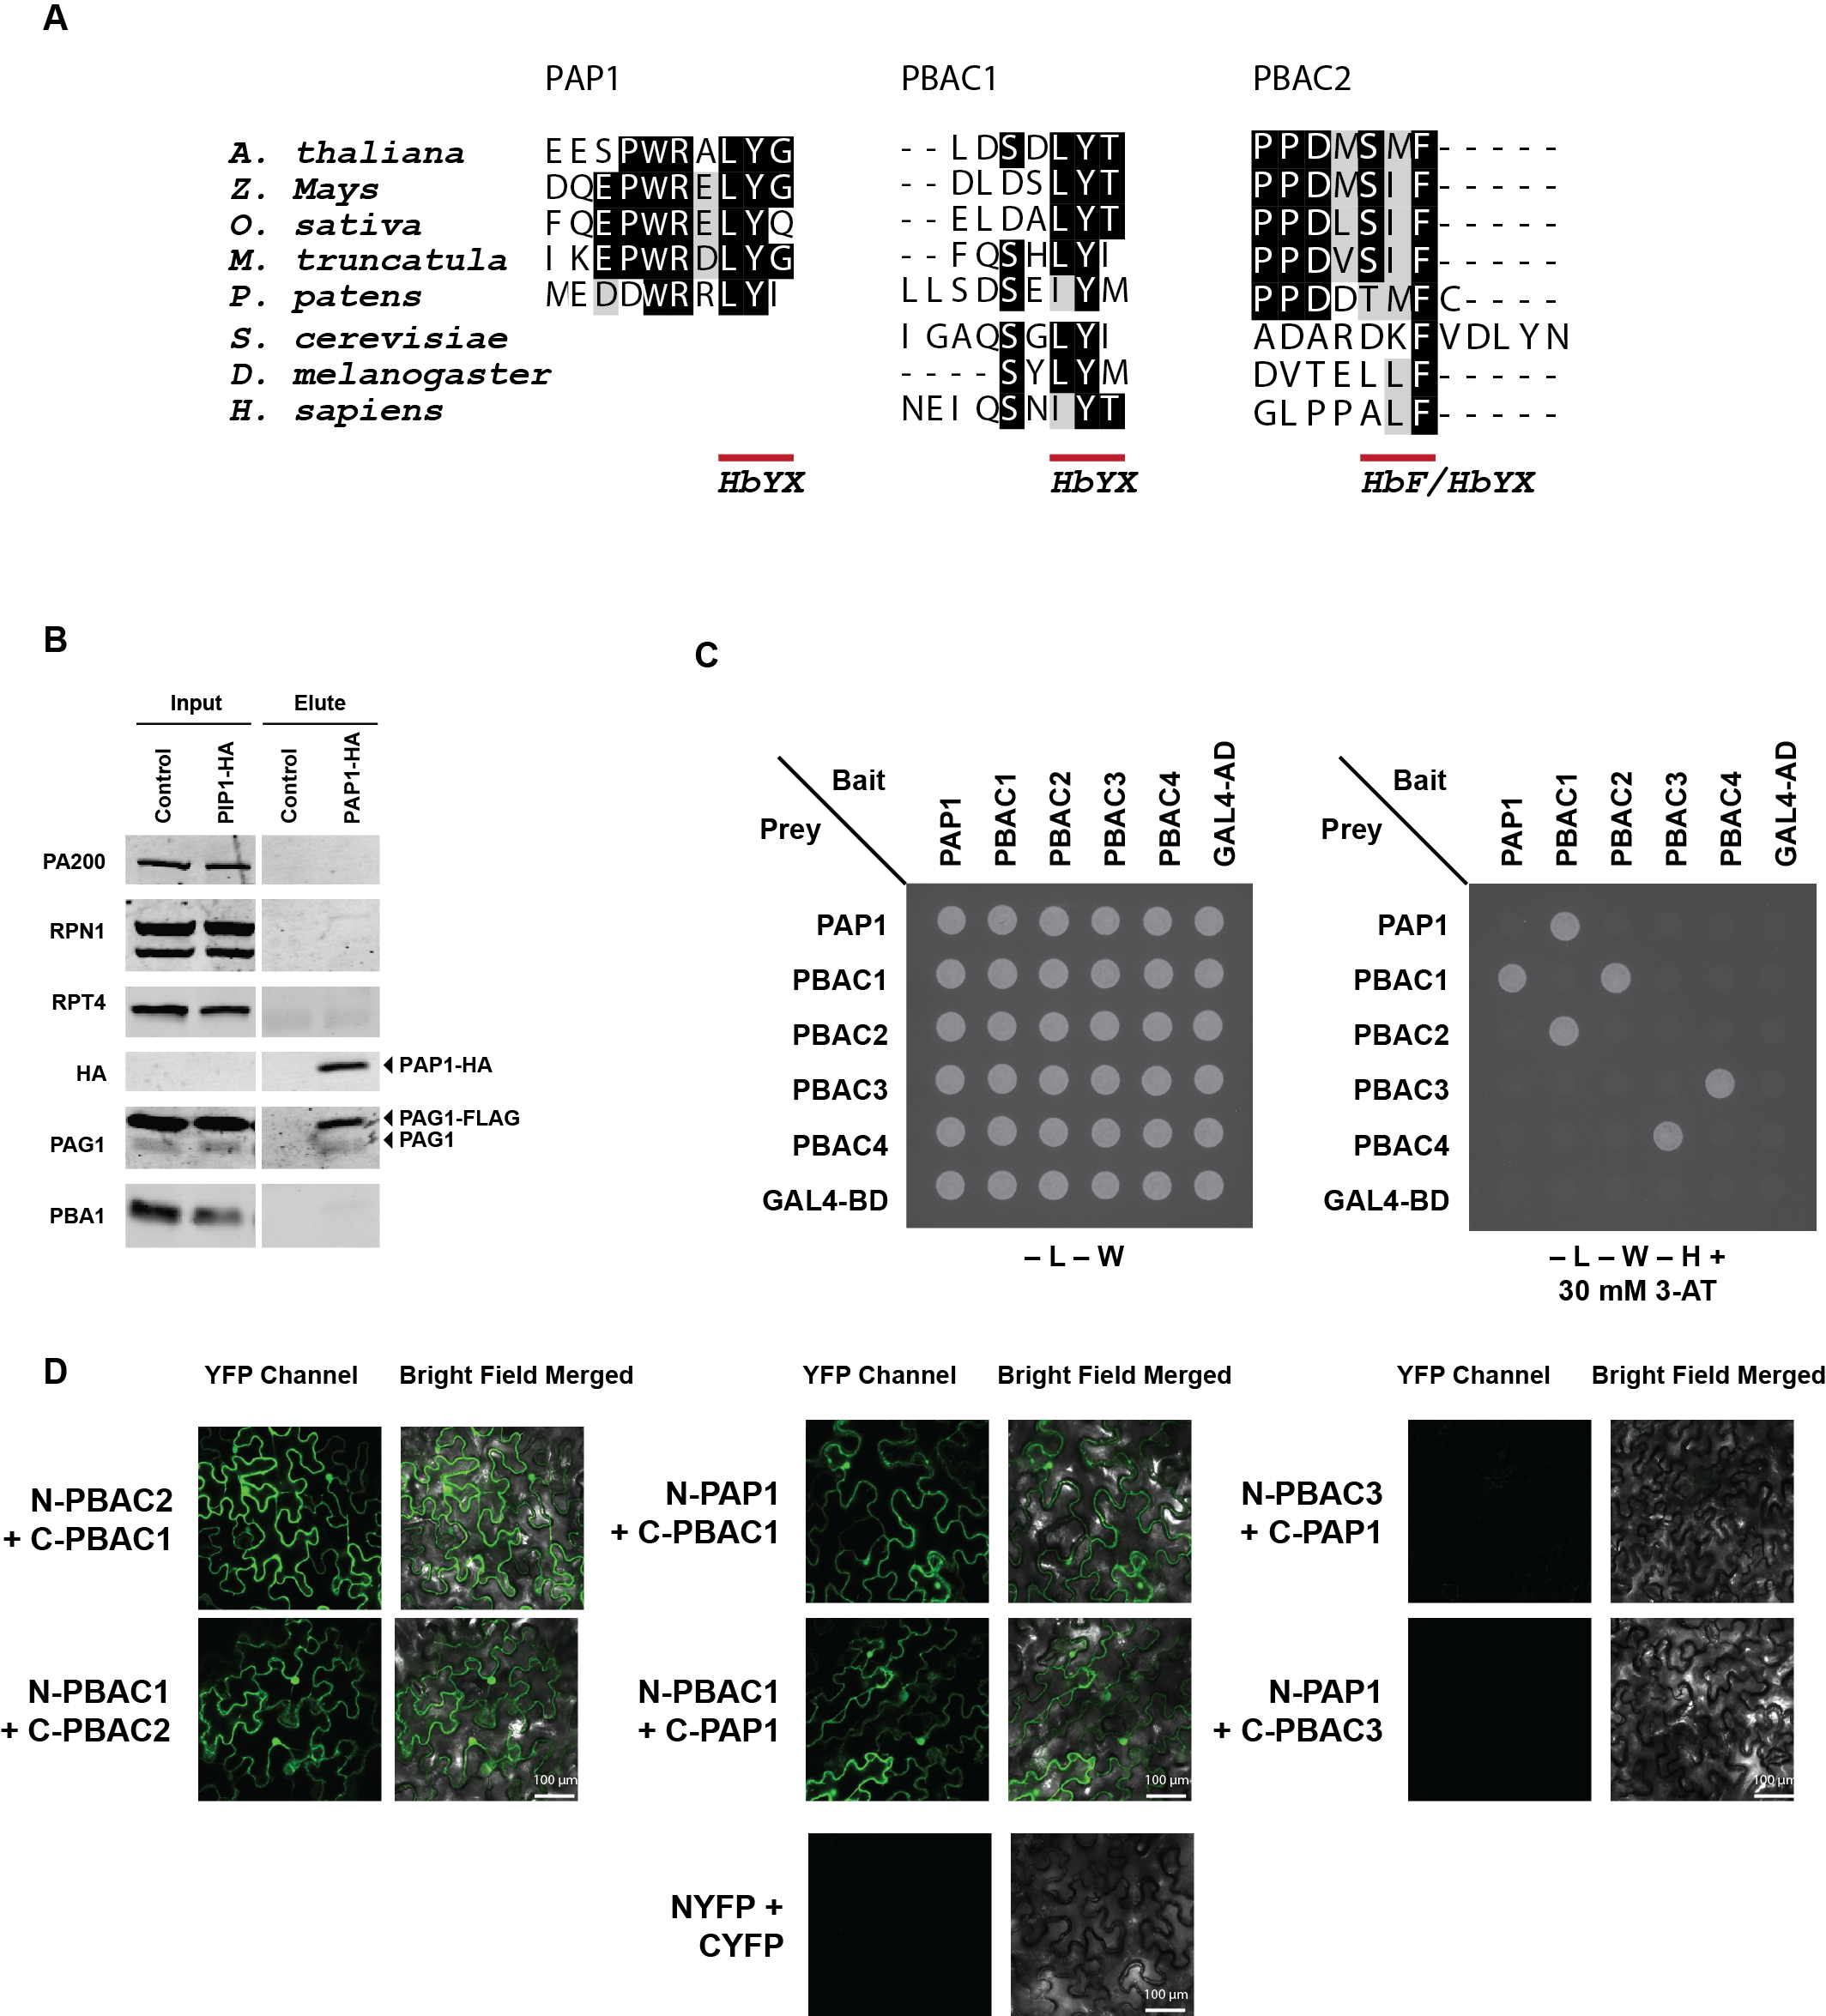 A
PAP1 PBAC1 PBAC2
A. thaliana EESPWRALYG --LDSDLYT PPDMSMF-----
Z. Mays DQEPWRELYG --DLDSLYT PPDMSIF-----
O. sativa FQEPWRELYQ --ELDALYT PPDLSIF-----
M. truncatula IKEPWRDLYG --FQSHLYI PPDVSIF-----
P. patens MEDDWRRLYI LLSDSEIYM PPDDTMFC----
S. cerevisiae IGAQSGLYI ADARDKFVDLYN
D. melanogaster ----SYLYM DVTELLF-----
H. sapiens NEIQSNIYT GLPPALF-----
HbYX HbYX HbF/HbYX
B
Input Elute
Control PIP1-HA Control PAP1-HA
PA200
RPN1
RPT4
HA PAP1-HA
PAG1 PAG1-FLAG
PAG1
PBA1
C
Bait
Prey
PAP1 PBAC1 PBAC2 PBAC3 PBAC4 GAL4-AD
PAP1
PBAC1
PBAC2
PBAC3
PBAC4
GAL4-BD
– L – W
Bait
Prey
PAP1 PBAC1 PBAC2 PBAC3 PBAC4 GAL4-AD
PAP1
PBAC1
PBAC2
PBAC3
PBAC4
GAL4-BD
– L – W – H +
30 mM 3-AT
D
YFP Channel Bright Field Merged YFP Channel Bright Field Merged YFP Channel Bright Field Merged
N-PBAC2
+ C-PBAC1
N-PAP1
+ C-PBAC1
N-PBAC3
+ C-PAP1
N-PBAC1
+ C-PBAC2
100 µm
N-PBAC1
+ C-PAP1
100 µm
N-PAP1
+ C-PBAC3
100 µm
NYFP +
CYFP
100 µm